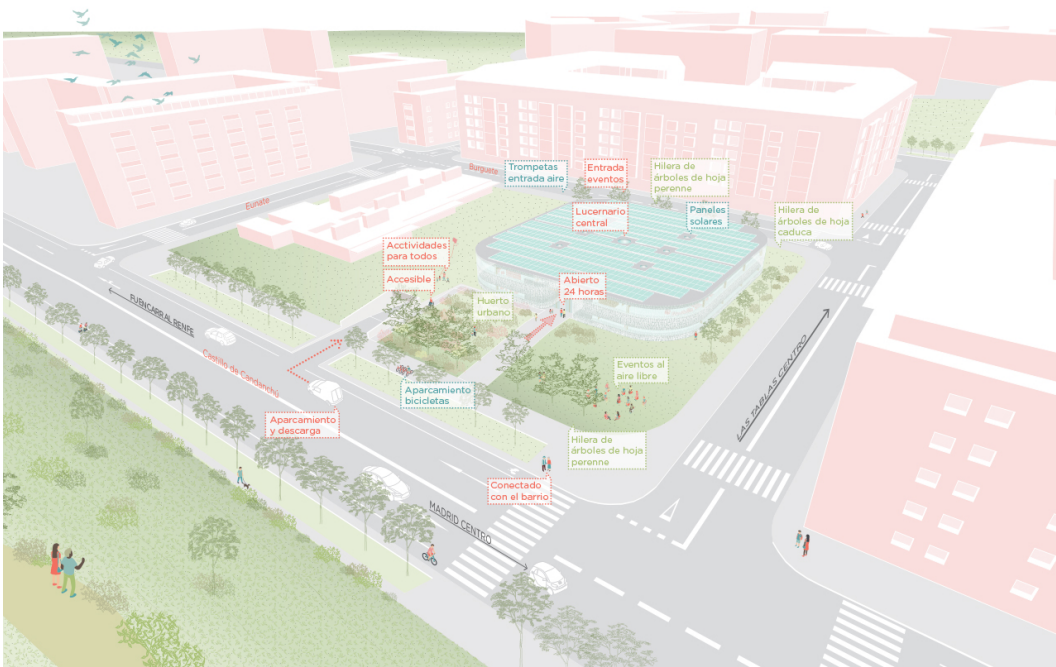 Burguete
Eunate
Trompetas
entrada aire
Entrada
eventos
Hilera de
árboles de hoja
perenne
Lucernario
central
Paneles
solares
Hilera de
árboles de hoja
caduca
Acctividades
para todos
Accesible
Huerto
urbano
Abierto
24 horas
FUENCARRAL RENFE
Castillo de Candanchú
Aparcamiento
y descarga
Aparcamiento
bicicletas
Eventos al
aire libre
Hilera de
árboles de hoja
perenne
Conectado
con el barrio
LAS TABLAS CENTRO
MADRID CENTRO